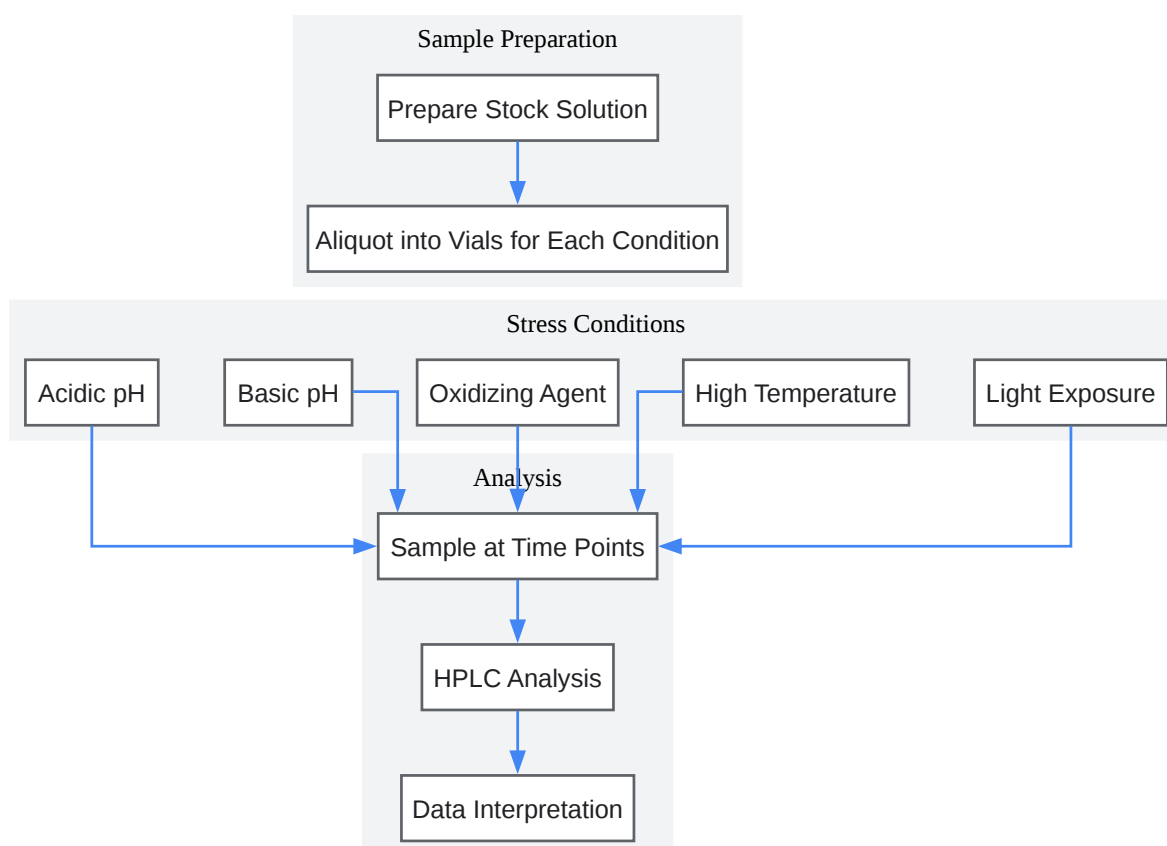 Sample Preparation
Prepare Stock Solution
Aliquot into Vials for Each Condition
Stress Conditions
Acidic pH
Basic pH
Oxidizing Agent
High Temperature
Light Exposure
Analysis
Sample at Time Points
HPLC Analysis
Data Interpretation